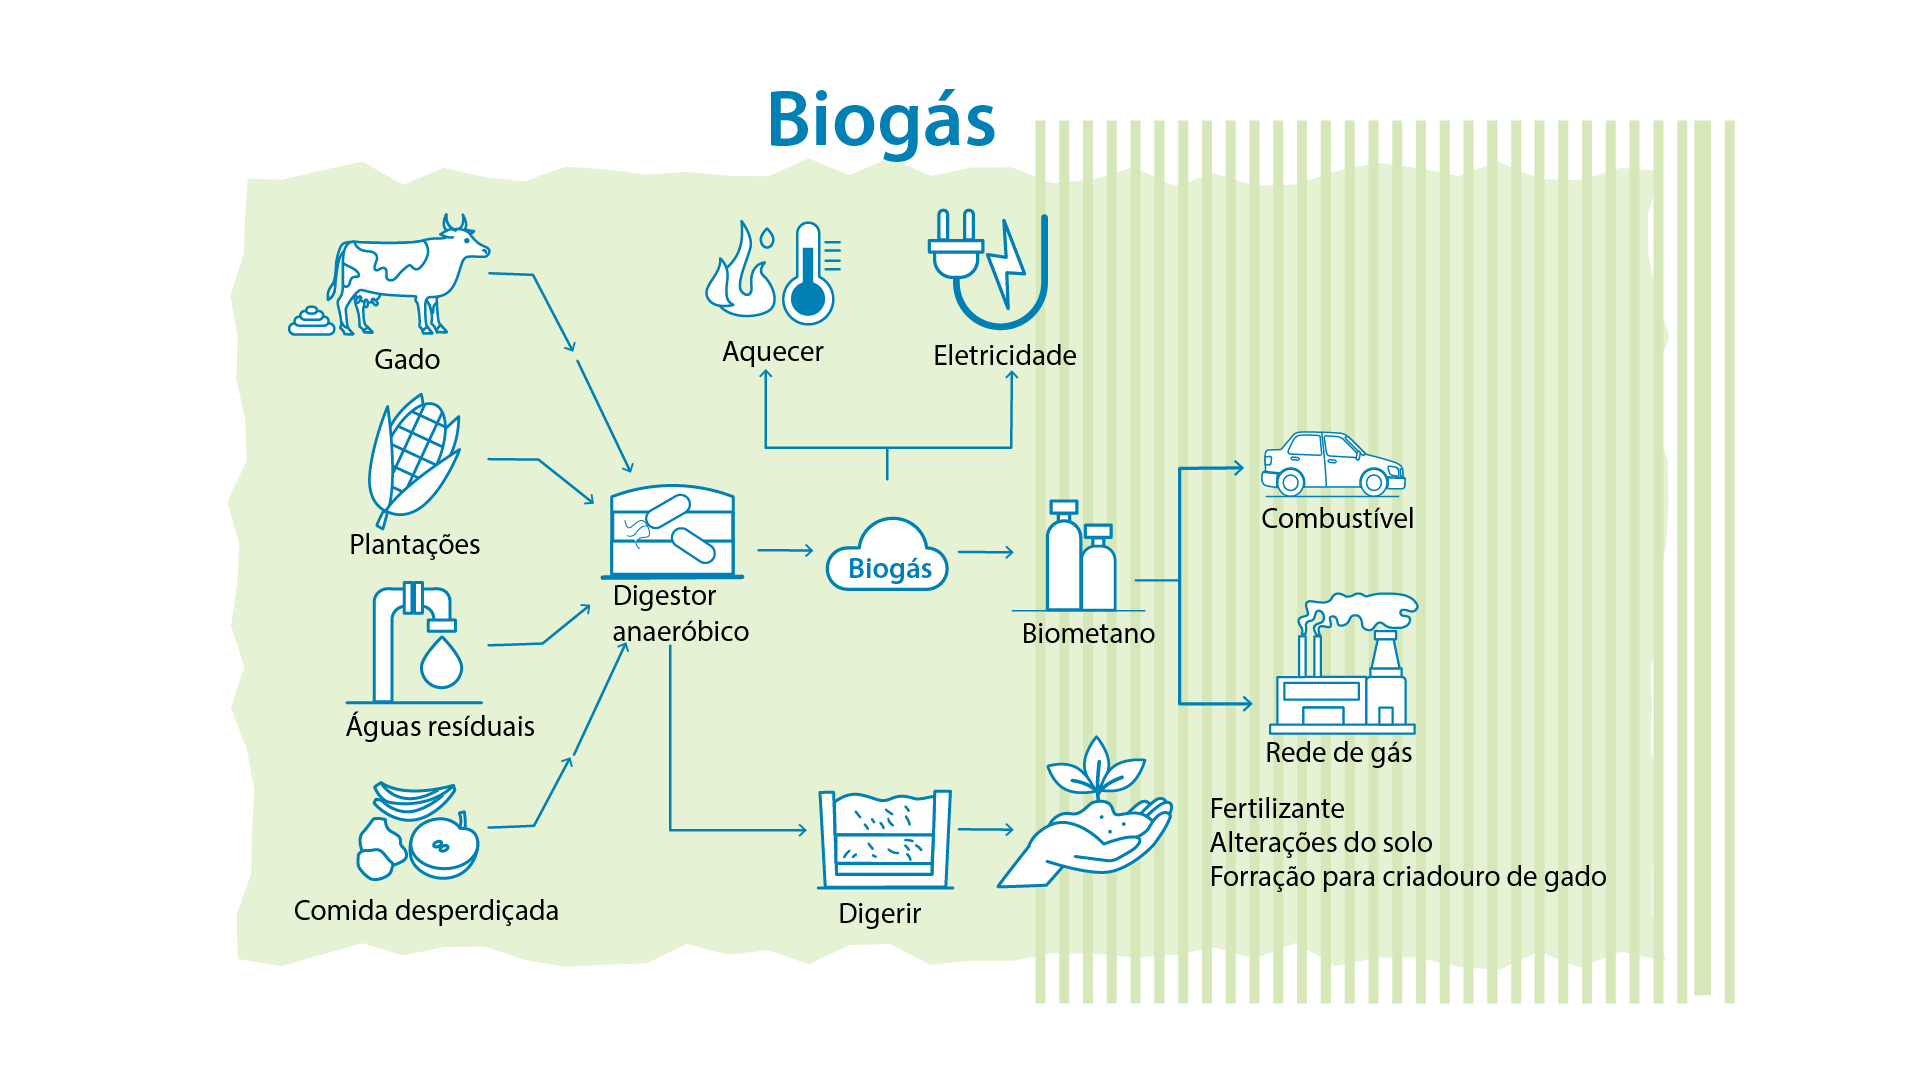 Biogás
Gado
Plantações
Águas resíduais
Comida desperdiçada
Aquecer
Eletricidade
Digestor
anaeróbico
Biogás
Biometano
Combustível
Rede de gás
Digerir
Fertilizante
Alterações do solo
Forração para criadouro de gado